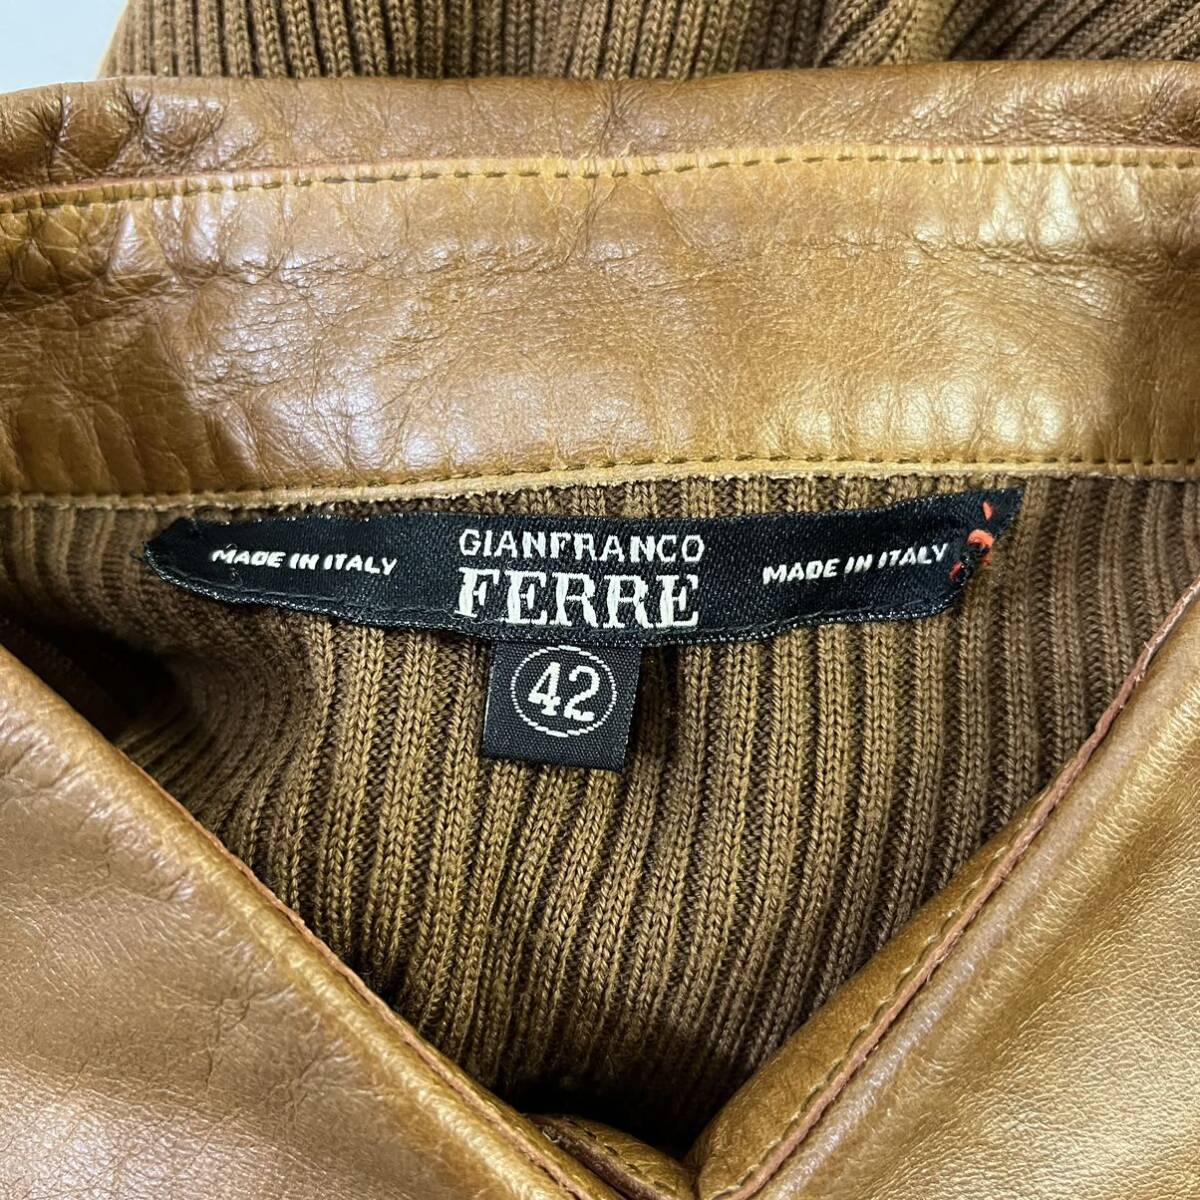 MADE IN ITALY
GIANFRANCO
FERRE
MADE IN ITALY
42